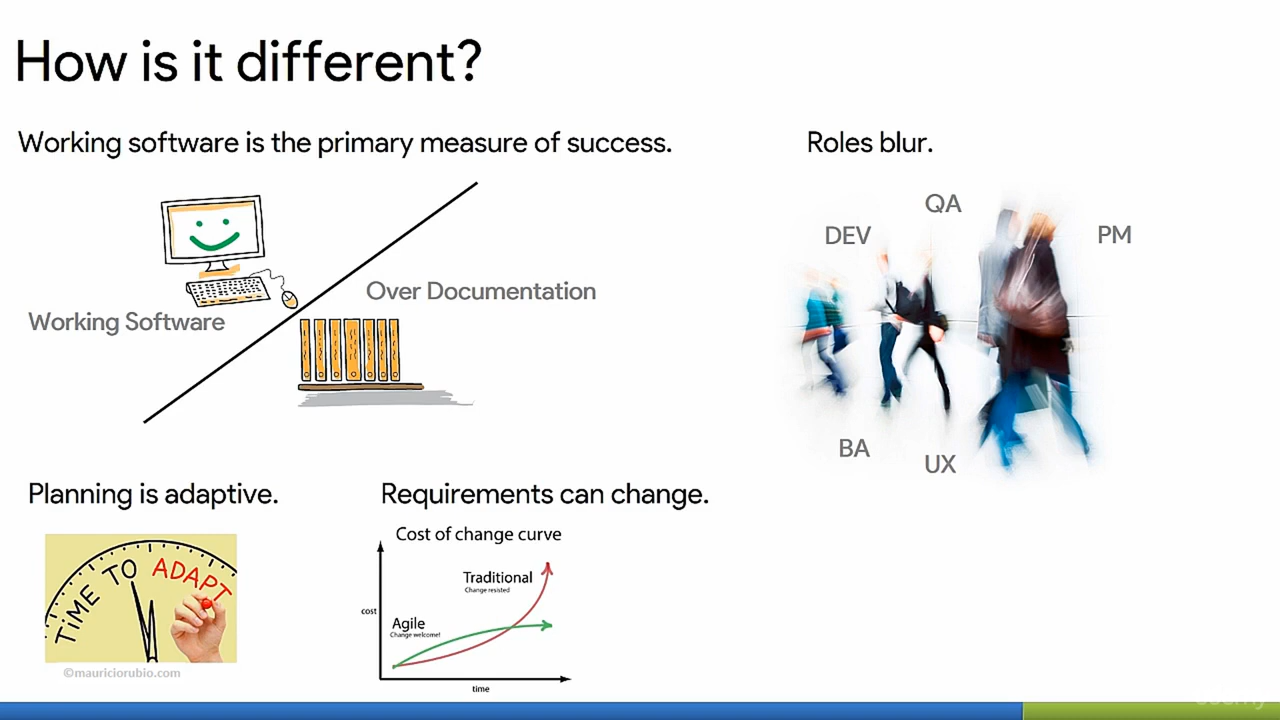 How is it different?
Working software is the primary measure of success.
Working Software
Over Documentation
Roles blur.
QA
DEV
PM
BA
UX
Planning is adaptive.
TIME TO ADAPT
©mauriciorubio.com
Requirements can change.
Cost of change curve
Traditional
Change resisted
cost
Agile
Change welcome!
time